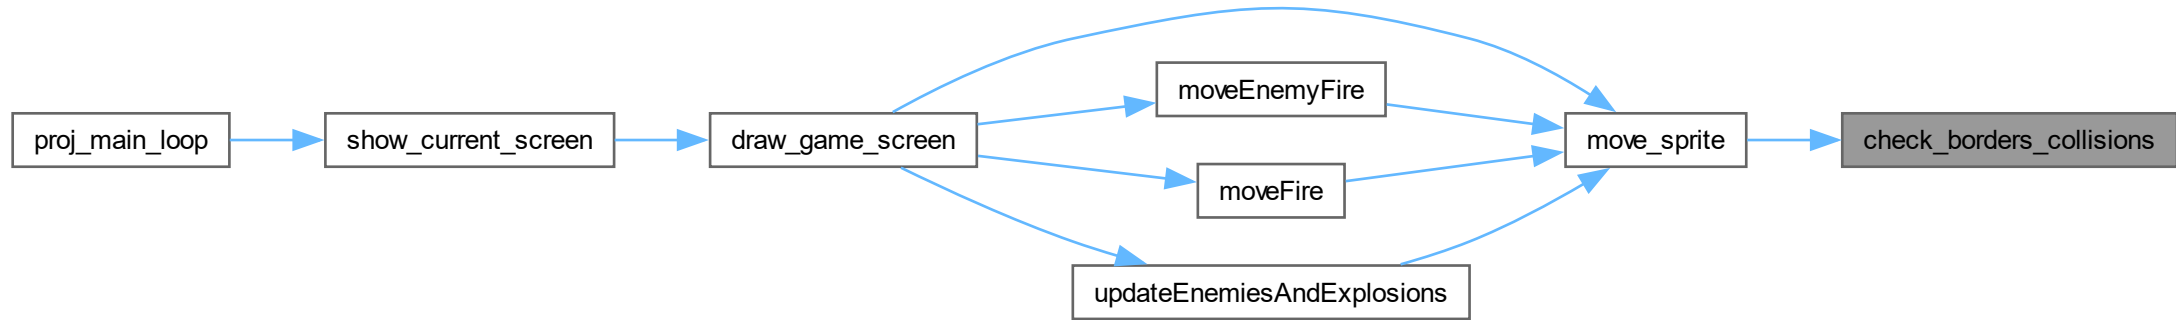 proj_main_loop
show_current_screen
draw_game_screen
moveEnemyFire
moveFire
updateEnemiesAndExplosions
move_sprite
check_borders_collisions